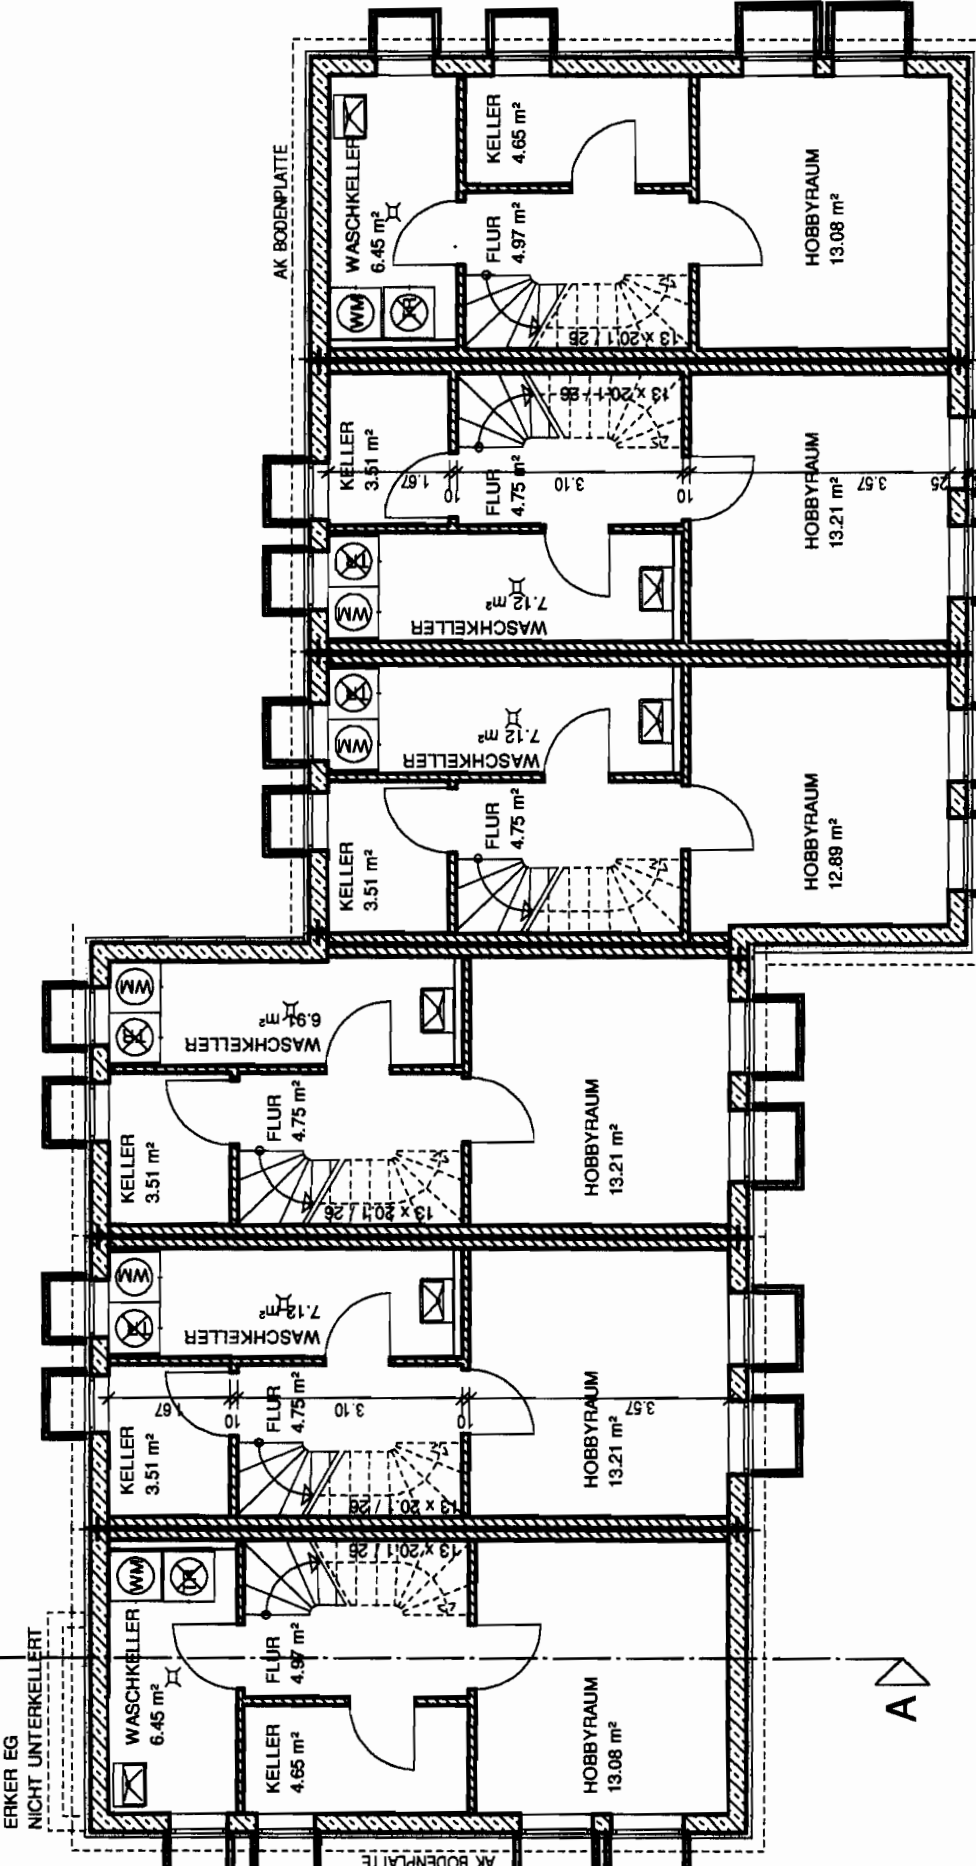 AK BODENPLATTE
WASCHKELLER
6.45 m²
WM
KELLER
4.65 m²
FLUR
4.97 m²
13 x 20.1 / 26
HOBBYRAUM
13.08 m²
KELLER
3.51 m²
1.67
10
FLUR
4.75 m²
13 x 20.1 / 26
3.10
10
HOBBYRAUM
13.21 m²
3.57
25
WM
WASCHKELLER
7.12 m²
WM
WASCHKELLER
7.12 m²
KELLER
3.51 m²
FLUR
4.75 m²
HOBBYRAUM
12.89 m²
WM
WASCHKELLER
6.91 m²
KELLER
3.51 m²
FLUR
4.75 m²
13 x 20.1 / 26
HOBBYRAUM
13.21 m²
WM
WASCHKELLER
7.12 m²
1.67
10
FLUR
4.75 m²
3.10
10
KELLER
3.51 m²
13 x 20.1 / 26
HOBBYRAUM
13.21 m²
3.57
ERKER EG
NICHT UNTERKELLERT
WASCHKELLER
6.45 m²
WM
FLUR
4.97 m²
13 x 20.1 / 26
KELLER
4.65 m²
HOBBYRAUM
13.08 m²
A
AK BODENPLATTE